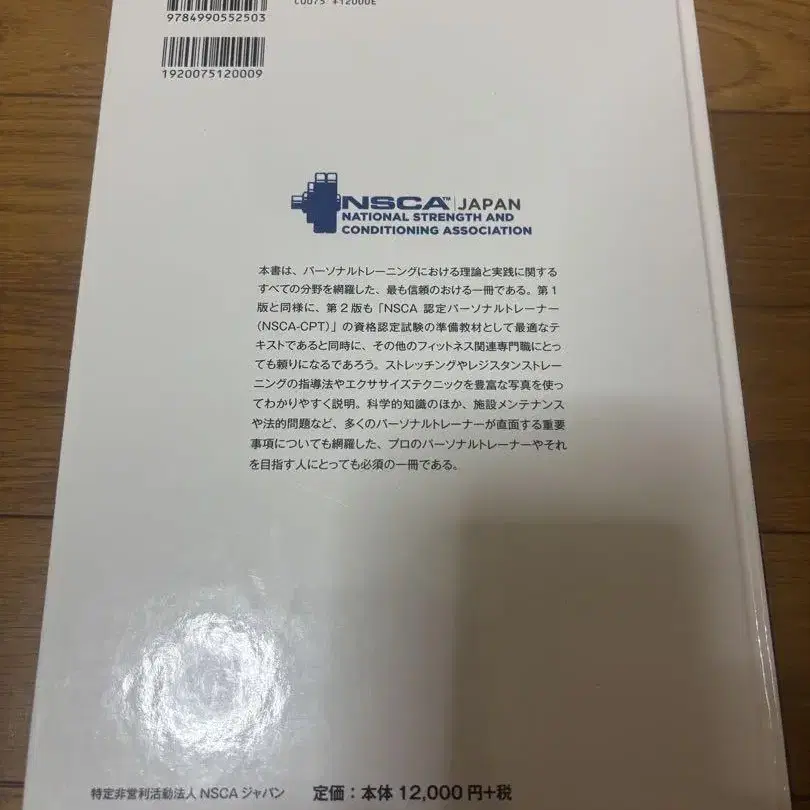 9784990552503
C0075 ¥12000E
1920075120009
NSCA™ JAPAN
NATIONAL STRENGTH AND
CONDITIONING ASSOCIATION
本書は、パーソナルトレーニングにおける理論と実践に関する
すべての分野を網羅した、最も信頼のおける一冊である。第1
版と同様に、第2版も「NSCA 認定パーソナルトレーナー
(NSCA-CPT)」の資格認定試験の準備教材として最適なテ
キストであると同時に、その他のフィットネス関連専門職にとっ
ても頼りになるであろう。ストレッチングやレジスタンストレー
ニングの指導法やエクササイズテクニックを豊富な写真を使っ
てわかりやすく説明。科学的知識のほか、施設メンテナンス
や法的問題など、多くのパーソナルトレーナーが直面する重要
事項についても網羅した、プロのパーソナルトレーナーやそれ
を目指す人にとっても必須の一冊である。
特定非営利活動法人 NSCA ジャパン 定価:本体 12,000 円+税